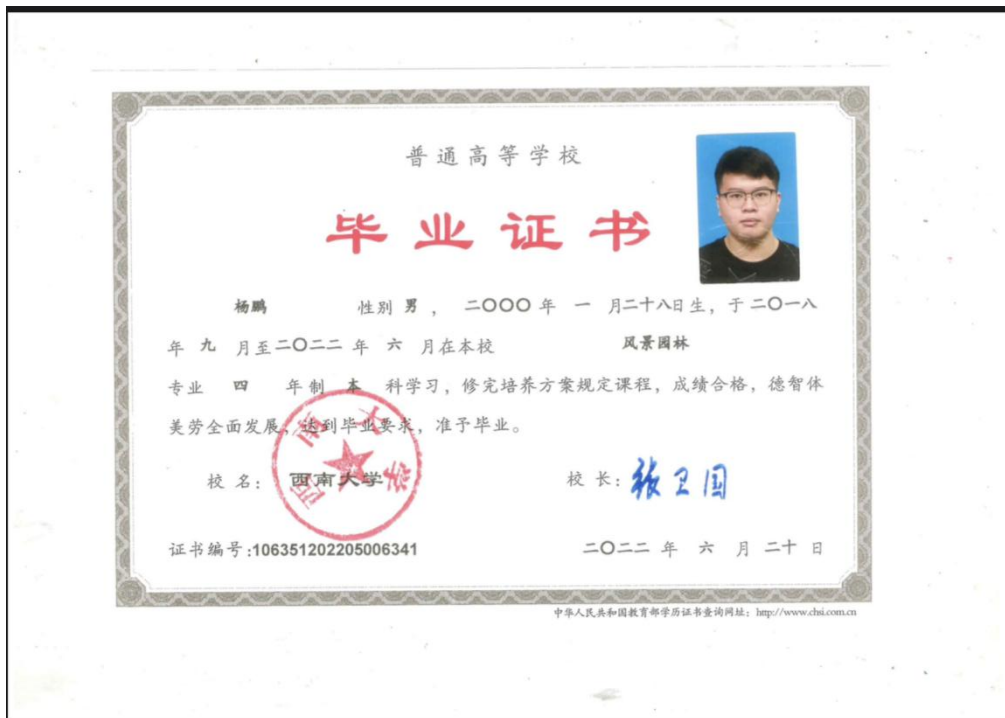 普通高等学校
毕业证书
杨鹏 性别 男 ， 二〇〇〇 年 一 月二十八日生，于 二〇一八
年 九 月至二〇二二 年 六 月在本校 风景园林
专业 四 年制 本 科学习，修完培养方案规定课程，成绩合格，德智体
美劳全面发展，达到毕业要求，准予毕业。
西南大学
校 名： 西南大学 校 长：张卫国
证书编号:106351202205006341 二〇二二 年 六 月 二十 日
中华人民共和国教育部学历证书查询网址：http://www.chsi.com.cn